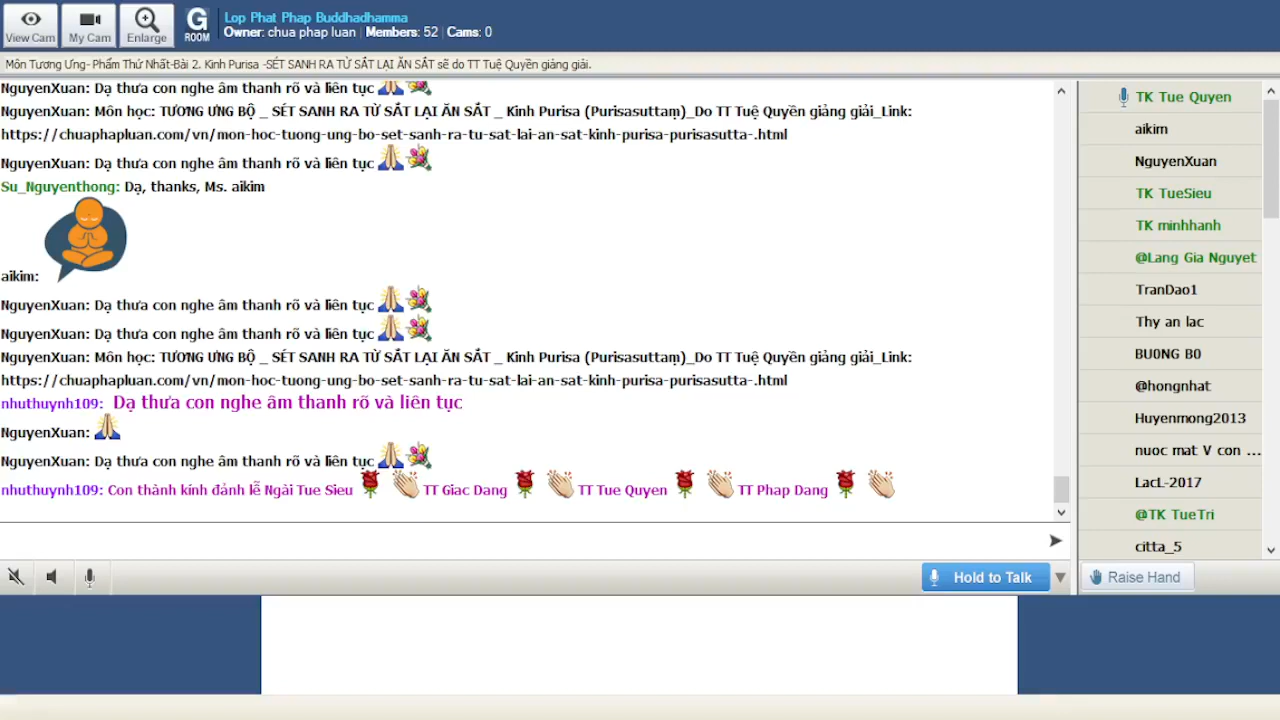 View Cam
My Cam
Enlarge
G
ROOM
Lop Phat Phap Buddhadhamma
Owner: chua phap luan | Members: 52 | Cams: 0
Môn Tương Ưng- Phẩm Thứ Nhất-Bài 2. Kinh Purisa -SÉT SANH RA TỪ SẮT LẠI ĂN SẮT sẽ do TT Tuệ Quyền giảng giải.
NguyenXuan: Dạ thưa con nghe âm thanh rõ và liên tục
NguyenXuan: Môn học: TƯƠNG ƯNG BỘ _ SÉT SANH RA TỪ SẮT LẠI ĂN SẮT _ Kinh Purisa (Purisasuttaṃ)_Do TT Tuệ Quyền giảng giải_Link:
https://chuaphapluan.com/vn/mon-hoc-tuong-ung-bo-set-sanh-ra-tu-sat-lai-an-sat-kinh-purisa-purisasutta-.html
NguyenXuan: Dạ thưa con nghe âm thanh rõ và liên tục
Su_Nguyenthong: Dạ, thanks, Ms. aikim
aikim:
NguyenXuan: Dạ thưa con nghe âm thanh rõ và liên tục
NguyenXuan: Dạ thưa con nghe âm thanh rõ và liên tục
NguyenXuan: Môn học: TƯƠNG ƯNG BỘ _ SÉT SANH RA TỪ SẮT LẠI ĂN SẮT _ Kinh Purisa (Purisasuttaṃ)_Do TT Tuệ Quyền giảng giải_Link:
https://chuaphapluan.com/vn/mon-hoc-tuong-ung-bo-set-sanh-ra-tu-sat-lai-an-sat-kinh-purisa-purisasutta-.html
nhuthuynh109: Dạ thưa con nghe âm thanh rõ và liên tục
NguyenXuan:
NguyenXuan: Dạ thưa con nghe âm thanh rõ và liên tục
nhuthuynh109: Con thành kính đảnh lễ Ngài Tue Sieu TT Giac Dang TT Tue Quyen TT Phap Dang
Hold to Talk
TK Tue Quyen
aikim
NguyenXuan
TK TueSieu
TK minhhanh
@Lang Gia Nguyet
TranDao1
Thy an lac
BU0NG B0
@hongnhat
Huyenmong2013
nuoc mat V con ...
LacL-2017
@TK TueTri
citta_5
Raise Hand